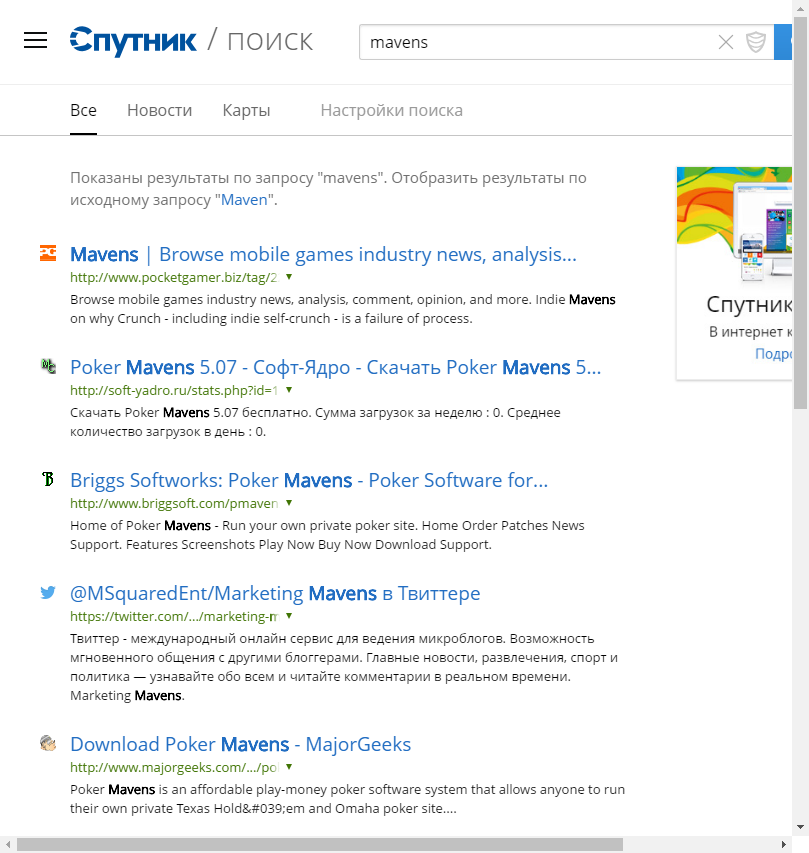 Спутник / ПОИСК
mavens
Все Новости Карты Настройки поиска
Показаны результаты по запросу "mavens". Отобразить результаты по
исходному запросу "Maven".
Mavens | Browse mobile games industry news, analysis...
http://www.pocketgamer.biz/tag/2
Browse mobile games industry news, analysis, comment, opinion, and more. Indie Mavens
on why Crunch - including indie self-crunch - is a failure of process.
Спутник
В интернет к
Подро
Poker Mavens 5.07 - Софт-Ядро - Скачать Poker Mavens 5...
http://soft-yadro.ru/stats.php?id=1
Скачать Poker Mavens 5.07 бесплатно. Сумма загрузок за неделю : 0. Среднее
количество загрузок в день : 0.
Briggs Softworks: Poker Mavens - Poker Software for...
http://www.briggsoft.com/pmaven
Home of Poker Mavens - Run your own private poker site. Home Order Patches News
Support. Features Screenshots Play Now Buy Now Download Support.
@MSquaredEnt/Marketing Mavens в Твиттере
https://twitter.com/.../marketing-m
Твиттер - международный онлайн сервис для ведения микроблогов. Возможность
мгновенного общения с другими блоггерами. Главные новости, развлечения, спорт и
политика — узнавайте обо всем и читайте комментарии в реальном времени.
Marketing Mavens.
Download Poker Mavens - MajorGeeks
http://www.majorgeeks.com/.../po
Poker Mavens is an affordable play-money poker software system that allows anyone to run
their own private Texas Hold&#039;em and Omaha poker site....